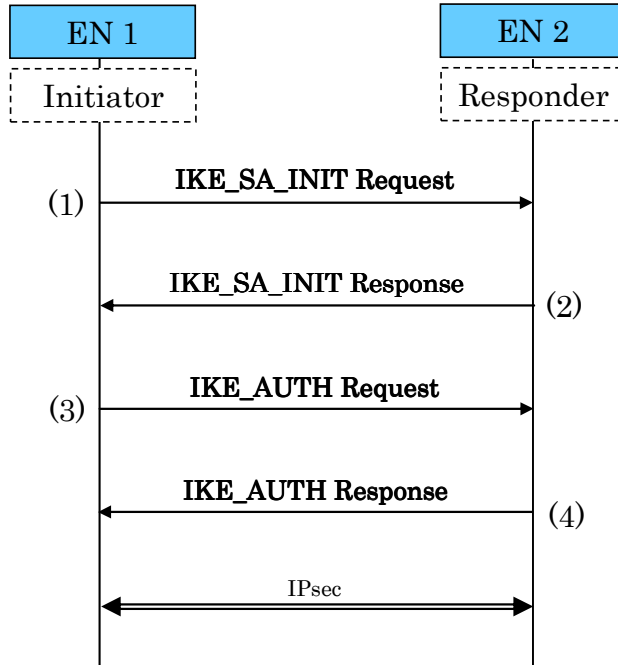 EN 1
EN 2
Initiator
Responder
IKE_SA_INIT Request
(1)
IKE_SA_INIT Response
(2)
IKE_AUTH Request
(3)
IKE_AUTH Response
(4)
IPsec